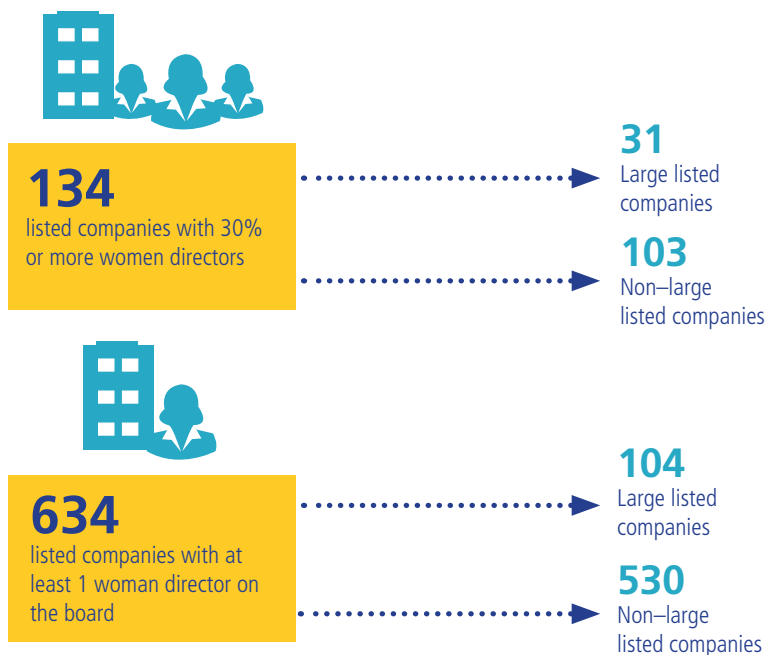 134
listed companies with 30%
or more women directors
31
Large listed
companies
103
Non–large
listed companies
634
listed companies with at
least 1 woman director on
the board
104
Large listed
companies
530
Non–large
listed companies